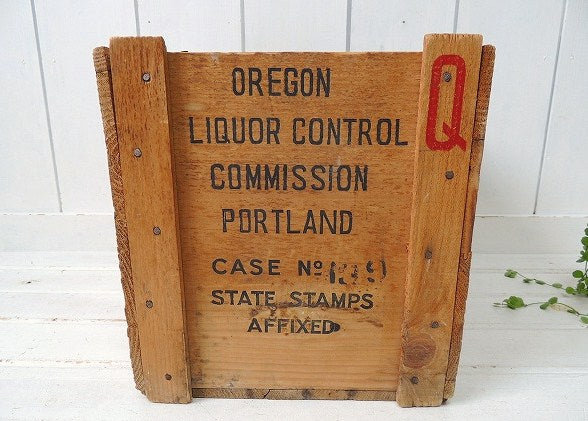 OREGON
LIQUOR CONTROL
COMMISSION
PORTLAND
CASE Nº
STATE STAMPS
AFFIXED
Q